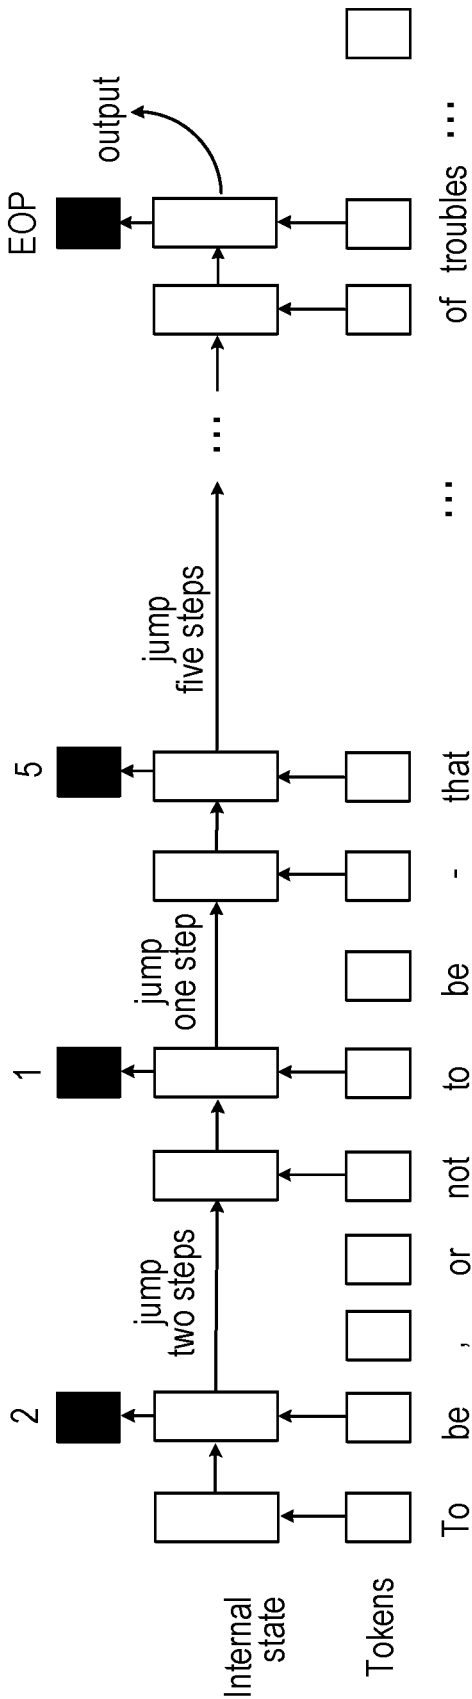 2 1 5 EOP
jump jump jump
two steps one step five steps
output
...
Internal
state
Tokens
To be , or not to be - that ... of troubles ...